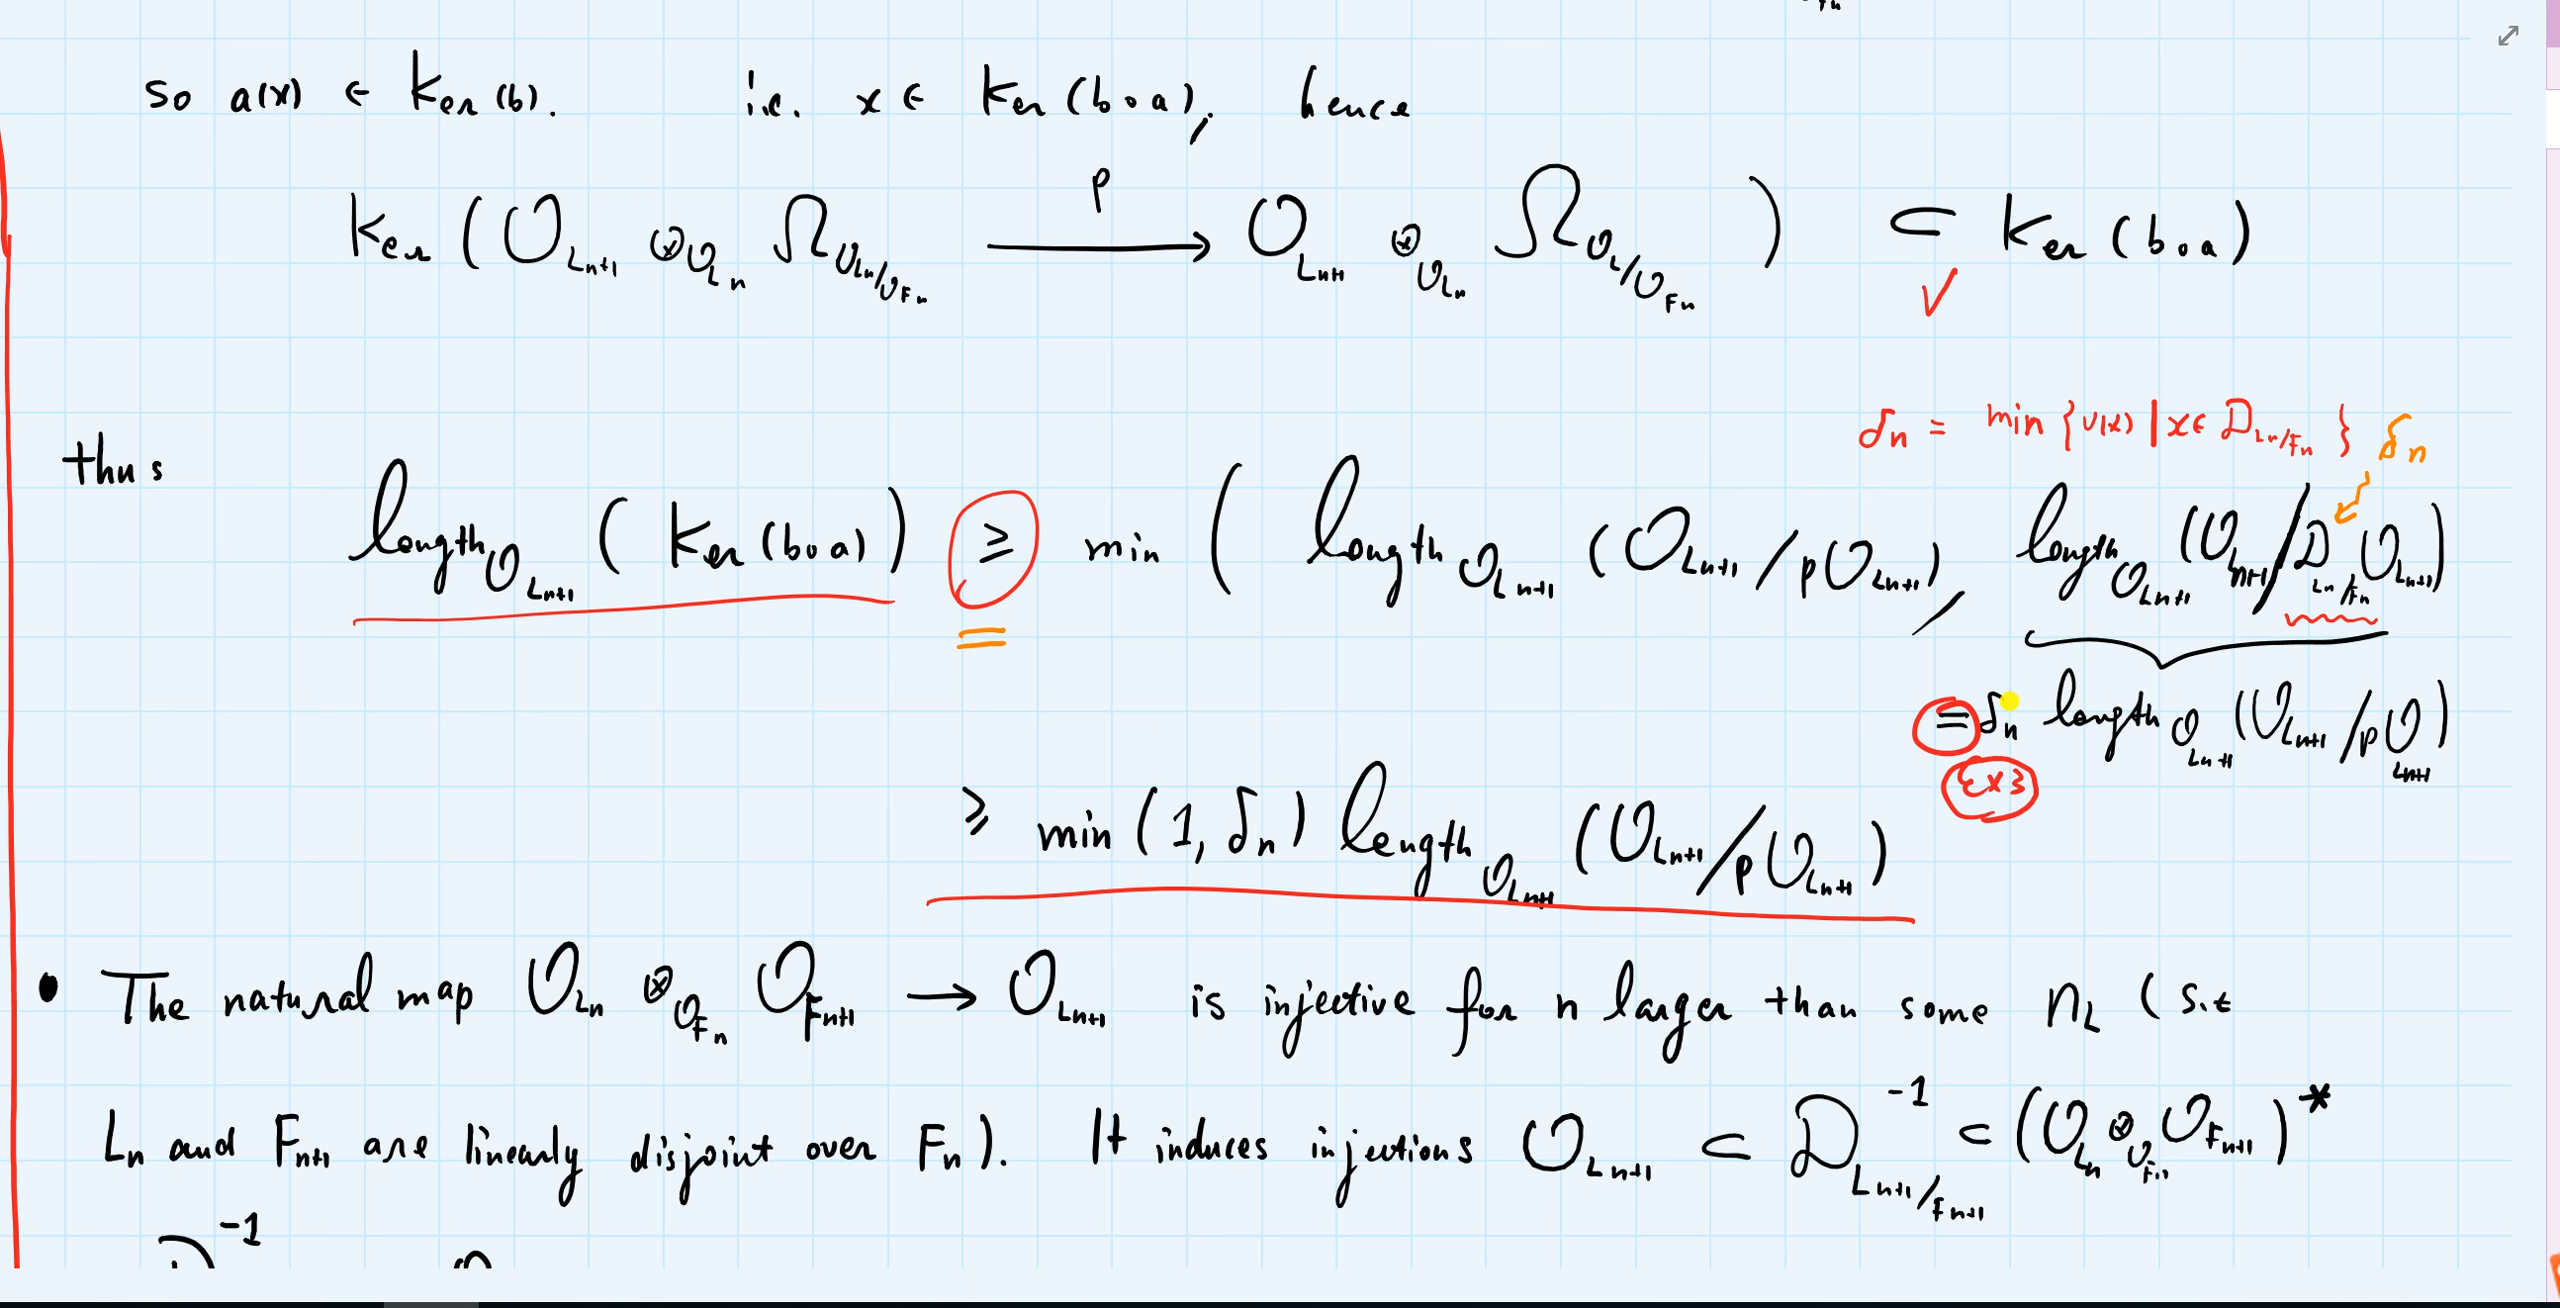 so a(x) ∈ Ker(b). i.e. x ∈ Ker(b∘a), hence
Ker(O_{L_{n+1}} ⊗_{O_{L_n}} Ω_{O_{L_n}/O_{F_n}} —p→ O_{L_{n+1}} ⊗_{O_{L_n}} Ω_{O_L/O_{F_n}}) ⊂ Ker(b∘a)
✓
δ_n = min {v(x) | x ∈ D_{L_n/F_n}} δ_n
thus
length_{O_{L_{n+1}}} (Ker(b∘a)) ≥ min ( length_{O_{L_{n+1}}} (O_{L_{n+1}}/pO_{L_{n+1}}), length_{O_{L_{n+1}}} (O_{L_{n+1}}/D_{L_n/F_n} O_{L_{n+1}})
=
= δ_n length_{O_{L_{n+1}}} (O_{L_{n+1}}/pO_{L_{n+1}})
Ex3
≥ min(1, δ_n) length_{O_{L_{n+1}}} (O_{L_{n+1}}/pO_{L_{n+1}})
• The natural map O_{L_n} ⊗_{O_{F_n}} O_{F_{n+1}} → O_{L_{n+1}} is injective for n larger than some n_L (s.t
L_n and F_{n+1} are linearly disjoint over F_n). It induces injections O_{L_{n+1}} ⊂ D^{-1}_{L_{n+1}/F_{n+1}} ⊂ (O_{L_n} ⊗_{O_{F_n}} O_{F_{n+1}})^*